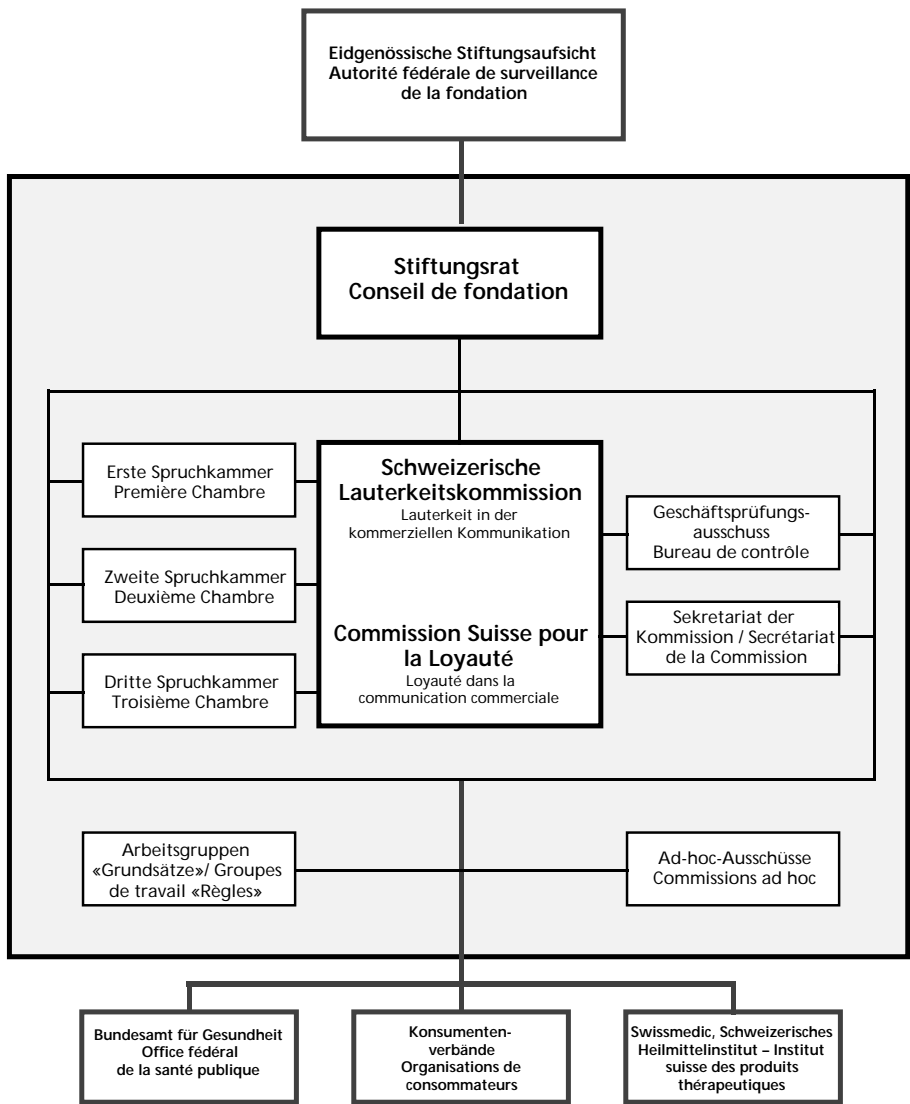 Eidgenössische Stiftungsaufsicht
Autorité fédérale de surveillance
de la fondation
Stiftungsrat
Conseil de fondation
Erste Spruchkammer
Première Chambre
Zweite Spruchkammer
Deuxième Chambre
Dritte Spruchkammer
Troisième Chambre
Schweizerische
Lauterkeitskommission
Lauterkeit in der
kommerziellen Kommunikation
Commission Suisse pour
la Loyauté
Loyauté dans la
communication commerciale
Geschäftsprüfungs-
ausschuss
Bureau de contrôle
Sekretariat der
Kommission / Secrétariat
de la Commission
Arbeitsgruppen
«Grundsätze»/ Groupes
de travail «Règles»
Ad-hoc-Ausschüsse
Commissions ad hoc
Bundesamt für Gesundheit
Office fédéral
de la santé publique
Konsumenten-
verbände
Organisations de
consommateurs
Swissmedic, Schweizerisches
Heilmittelinstitut – Institut
suisse des produits
thérapeutiques